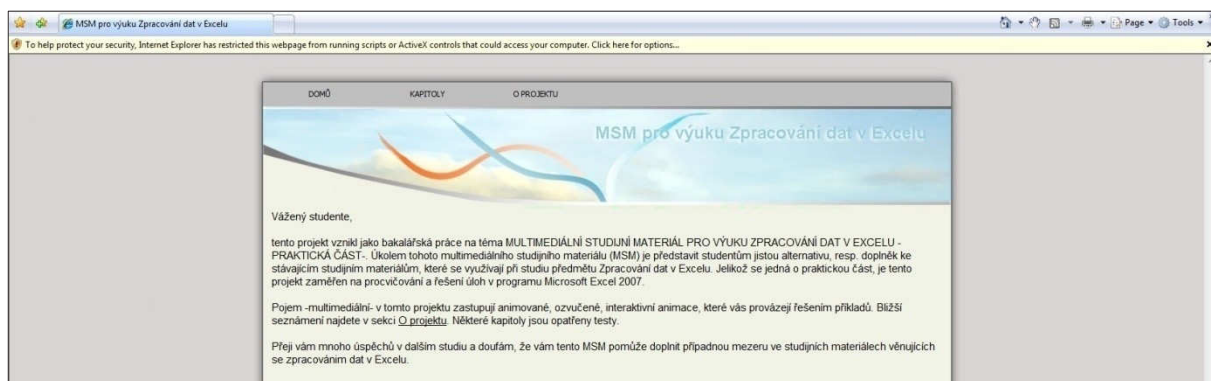 MSM pro výuku Zpracování dat v Excelu
Page
Tools
To help protect your security, Internet Explorer has restricted this webpage from running scripts or ActiveX controls that could access your computer. Click here for options...
DOMŮ KAPITOLY O PROJEKTU
MSM pro výuku Zpracování dat v Excelu
Vážený studente,
tento projekt vznikl jako bakalářská práce na téma MULTIMEDIÁLNÍ STUDIJNÍ MATERIÁL PRO VÝUKU ZPRACOVÁNÍ DAT V EXCELU -
PRAKTICKÁ ČÁST-. Úkolem tohoto multimediálního studijního materiálu (MSM) je představit studentům jistou alternativu, resp. doplněk ke
stávajícím studijním materiálům, které se využívají při studiu předmětu Zpracování dat v Excelu. Jelikož se jedná o praktickou část, je tento
projekt zaměřen na procvičování a řešení úloh v programu Microsoft Excel 2007.
Pojem -multimediální- v tomto projektu zastupují animované, ozvučené, interaktivní animace, které vás provázejí řešením příkladů. Bližší
seznámení najdete v sekci O projektu. Některé kapitoly jsou opatřeny testy.
Přeji vám mnoho úspěchů v dalším studiu a doufám, že vám tento MSM pomůže doplnit případnou mezeru ve studijních materiálech věnujících
se zpracováním dat v Excelu.